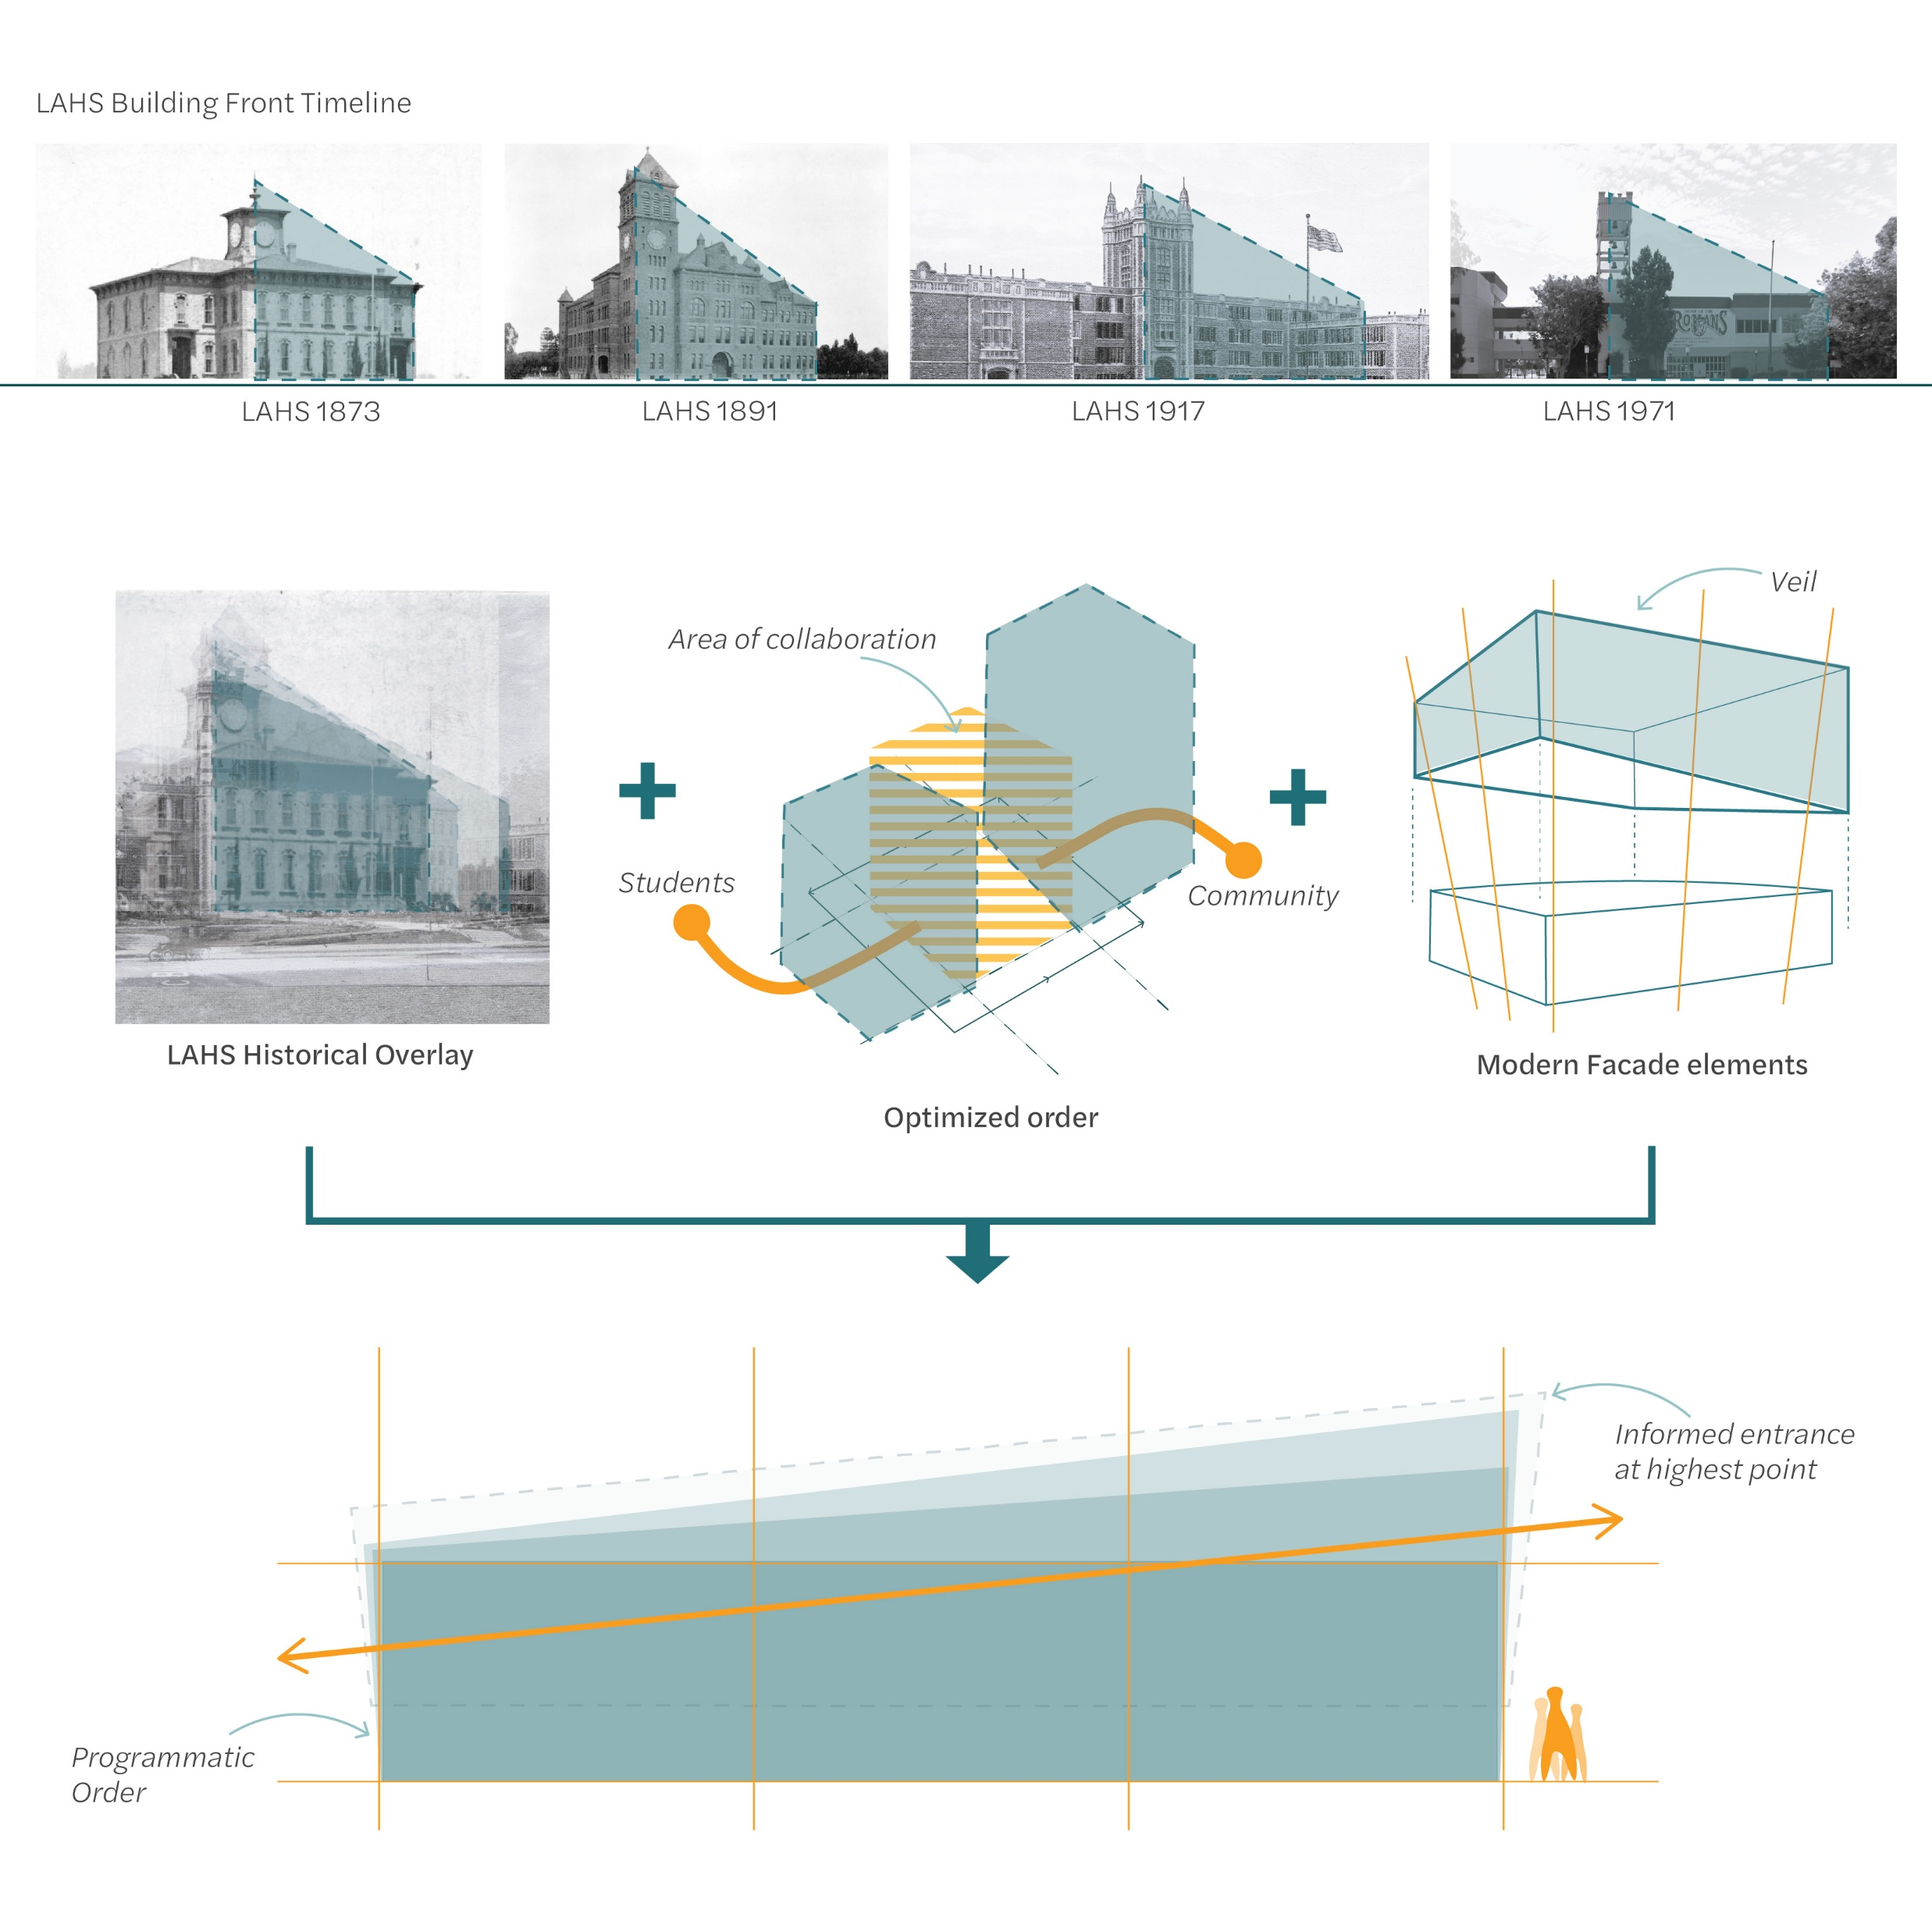 LAHS Building Front Timeline
LAHS 1873
LAHS 1891
LAHS 1917
LAHS 1971
TROJANS
Veil
Area of collaboration
Students
Community
LAHS Historical Overlay
Modern Facade elements
Optimized order
Informed entrance
at highest point
Programmatic
Order